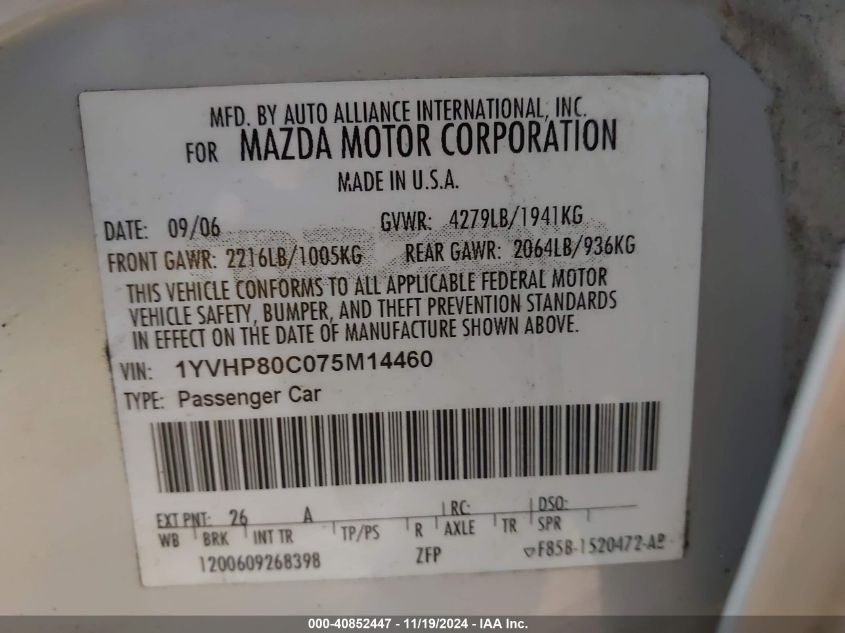 MFD. BY AUTO ALLIANCE INTERNATIONAL, INC.
FOR MAZDA MOTOR CORPORATION
MADE IN U.S.A.
DATE: 09/06 GVWR: 4279LB/1941KG
FRONT GAWR: 2216LB/1005KG REAR GAWR: 2064LB/936KG
THIS VEHICLE CONFORMS TO ALL APPLICABLE FEDERAL MOTOR
VEHICLE SAFETY, BUMPER, AND THEFT PREVENTION STANDARDS
IN EFFECT ON THE DATE OF MANUFACTURE SHOWN ABOVE.
VIN: 1YVHP80C075M14460
TYPE: Passenger Car
EXT PNT: 26 A RC: DSO:
WB BRK INT TR TP/PS R AXLE TR SPR
1200609268398 ZFP F85B-1520472-AB
000-40852447 - 11/19/2024 - IAA Inc.